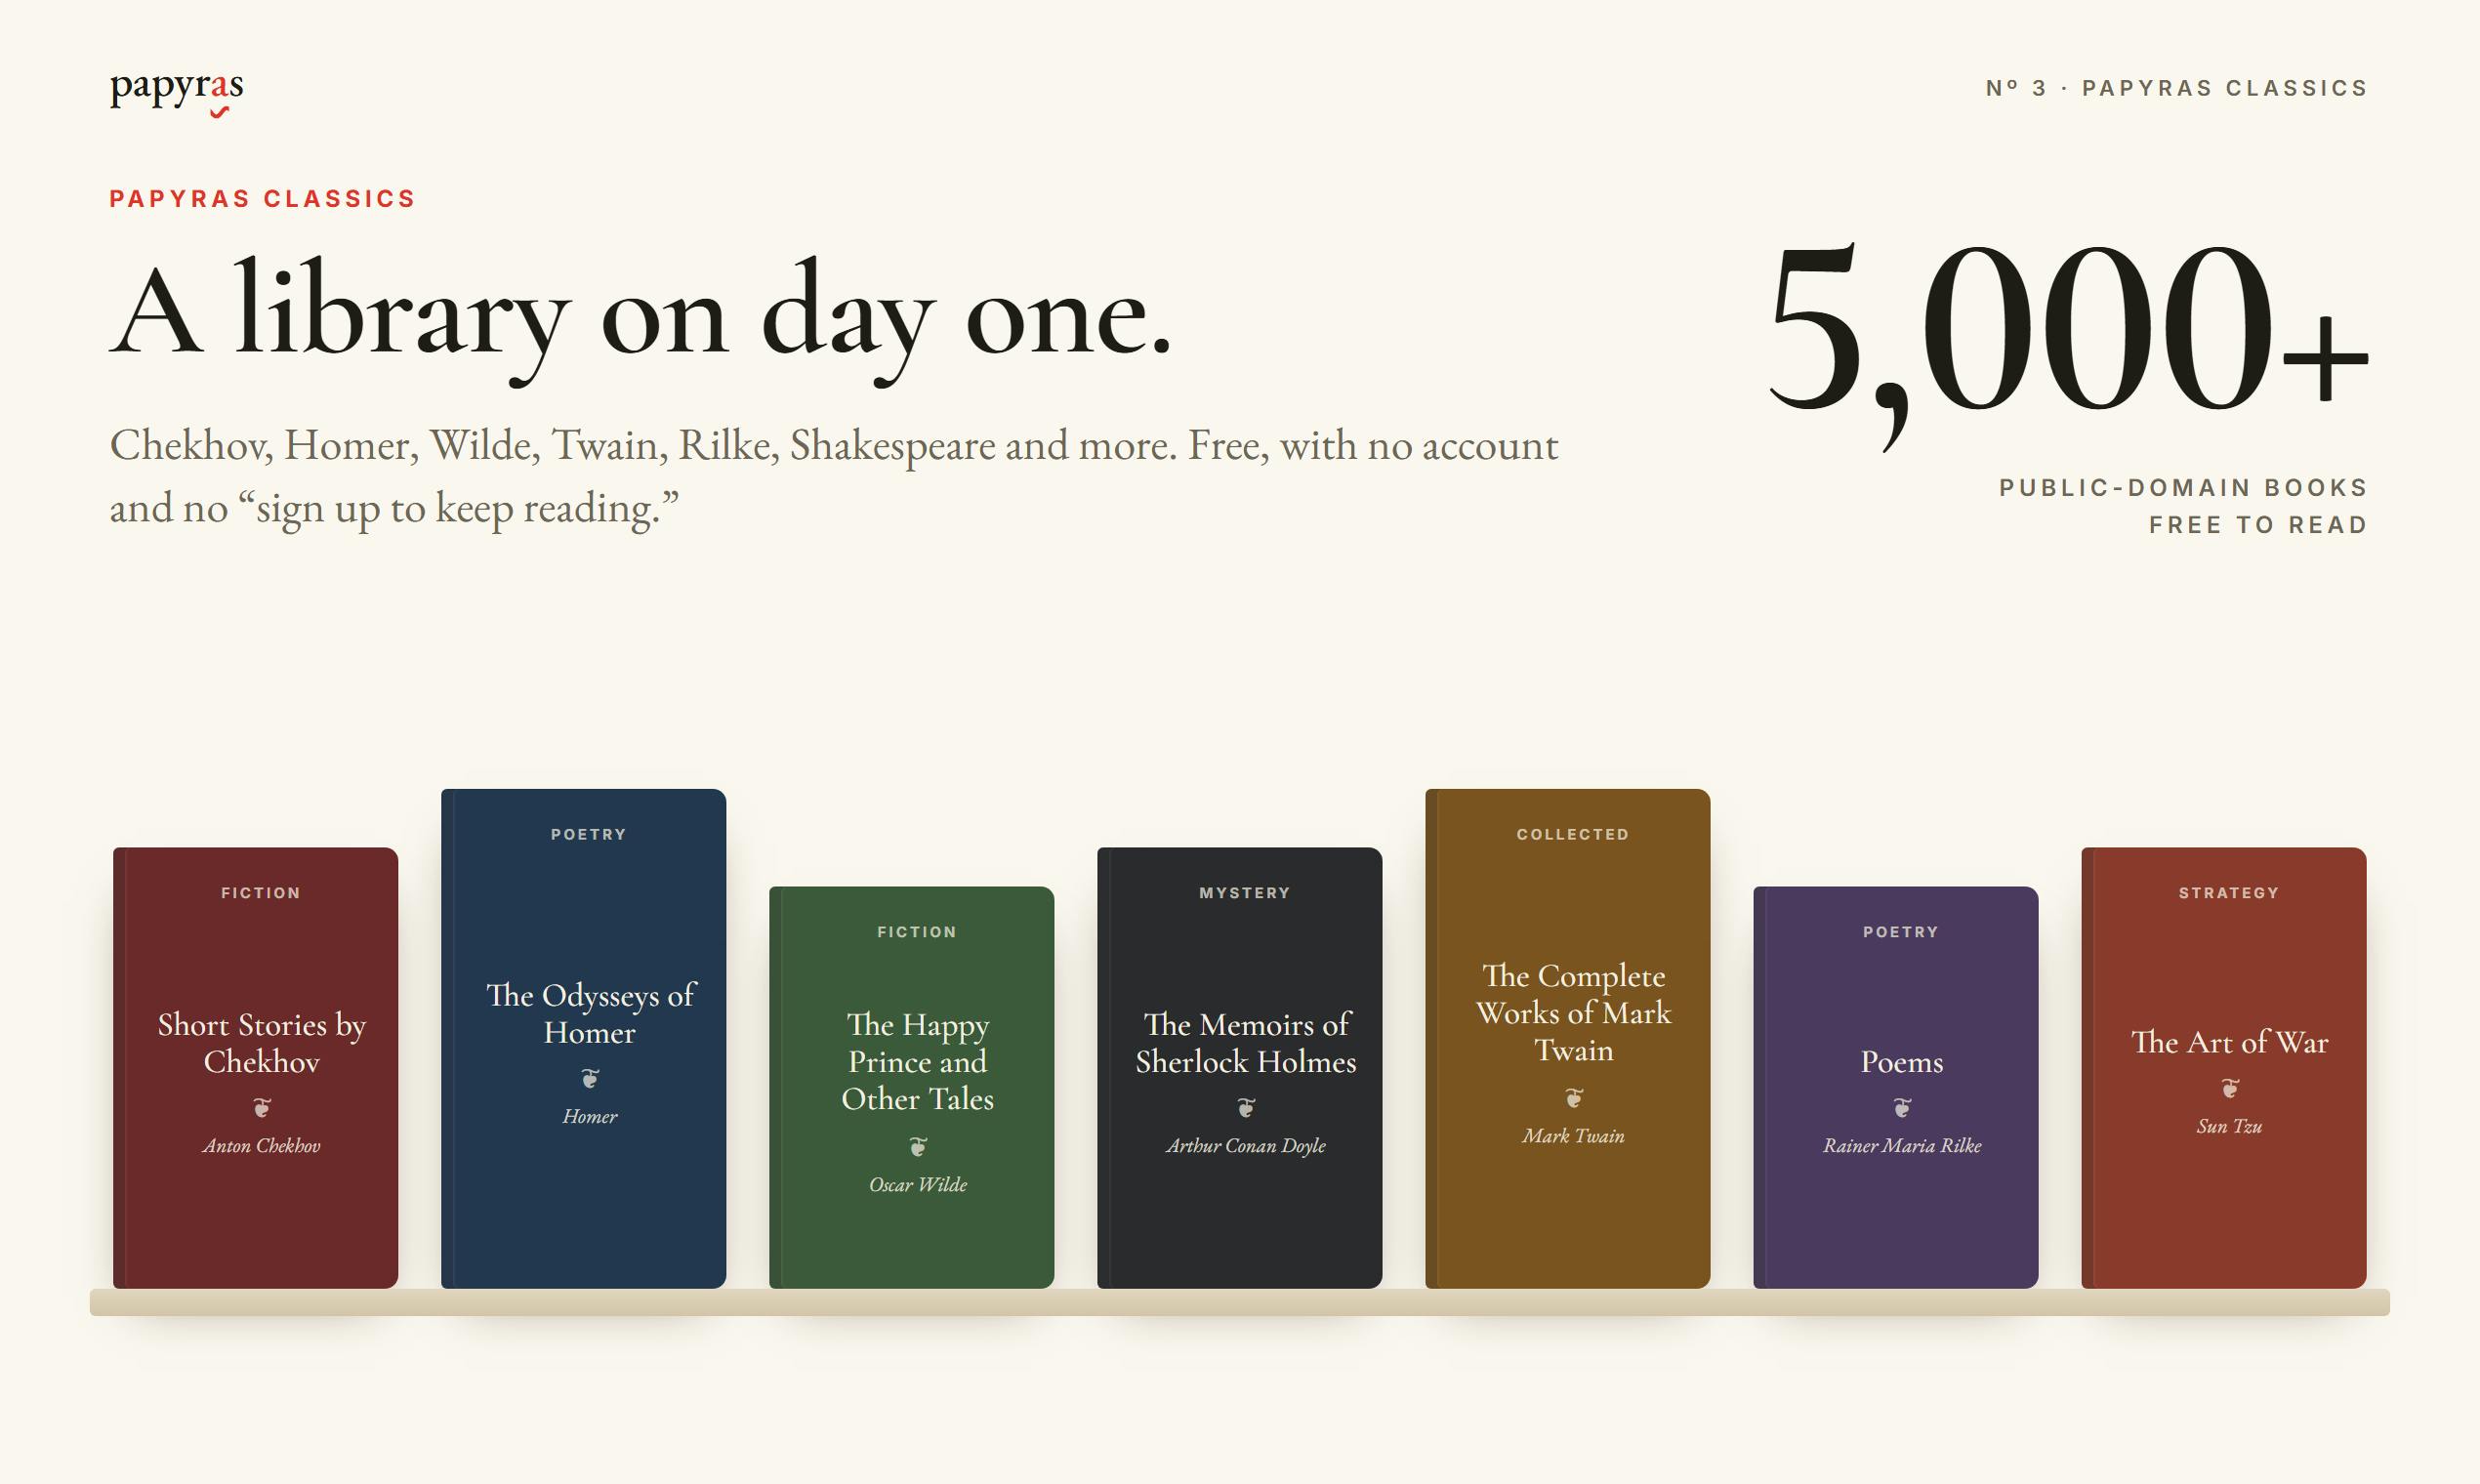 papyras
Nº 3 · PAPYRAS CLASSICS
PAPYRAS CLASSICS
A library on day one.
Chekhov, Homer, Wilde, Twain, Rilke, Shakespeare and more. Free, with no account
and no “sign up to keep reading.”
5,000+
PUBLIC-DOMAIN BOOKS
FREE TO READ
FICTION
Short Stories by
Chekhov
Anton Chekhov
POETRY
The Odysseys of
Homer
Homer
FICTION
The Happy
Prince and
Other Tales
Oscar Wilde
MYSTERY
The Memoirs of
Sherlock Holmes
Arthur Conan Doyle
COLLECTED
The Complete
Works of Mark
Twain
Mark Twain
POETRY
Poems
Rainer Maria Rilke
STRATEGY
The Art of War
Sun Tzu